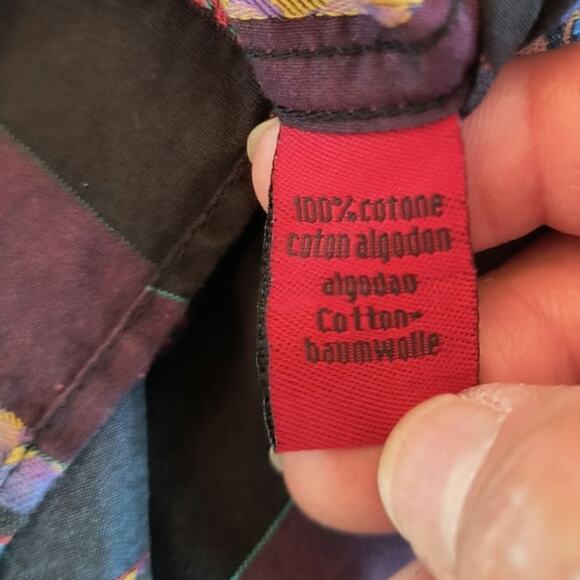 100% cotone
coton algodon
algodao
Cotton-
baumwolle